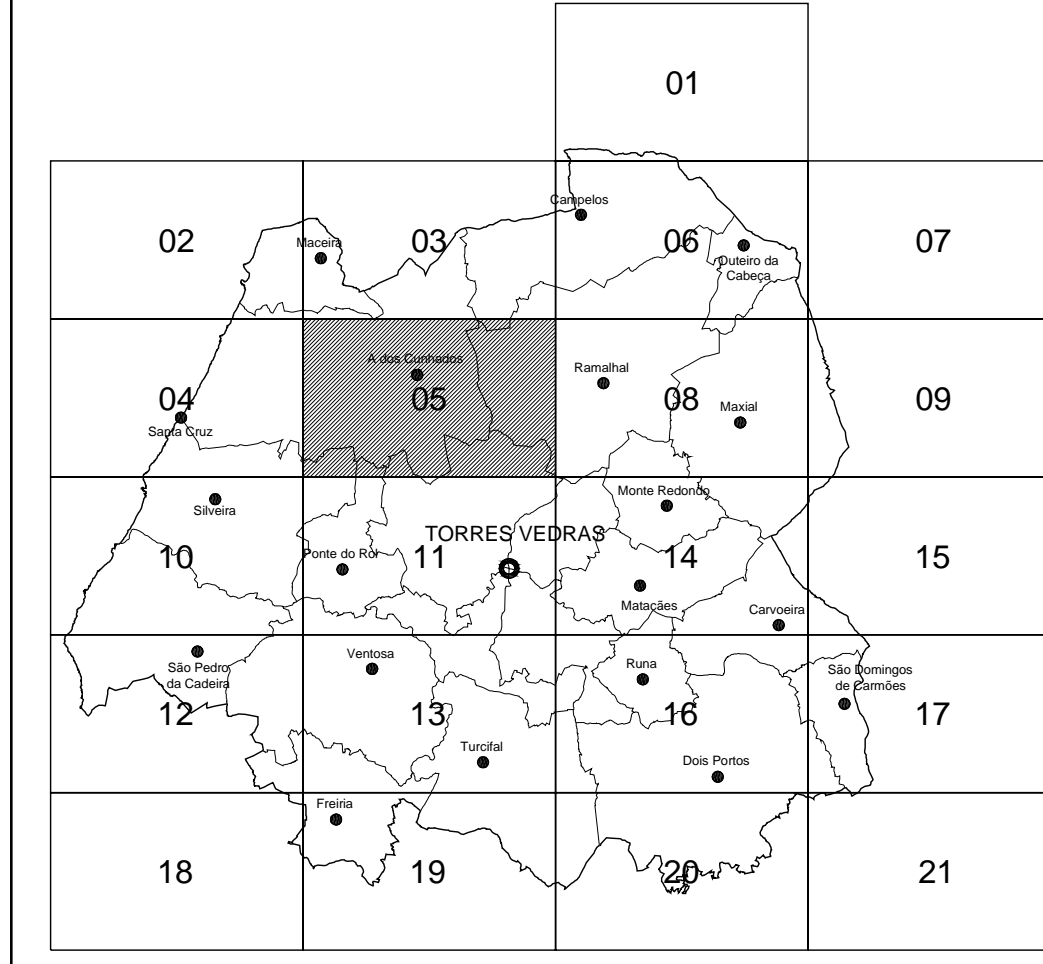 01
Campelos
02
Maceira
03
06
Outeiro da
Cabeça
07
A dos Cunhados
Ramalhal
04
05
08
09
Santa Cruz
Maxial
Silveira
Monte Redondo
TORRES VEDRAS
10
Ponte do Rol
11
14
15
Matacães
Carvoeira
São Pedro
da Cadeira
Ventosa
Runa
São Domingos
de Carmões
12
13
16
17
Turcifal
Dois Portos
Freiria
18
19
20
21